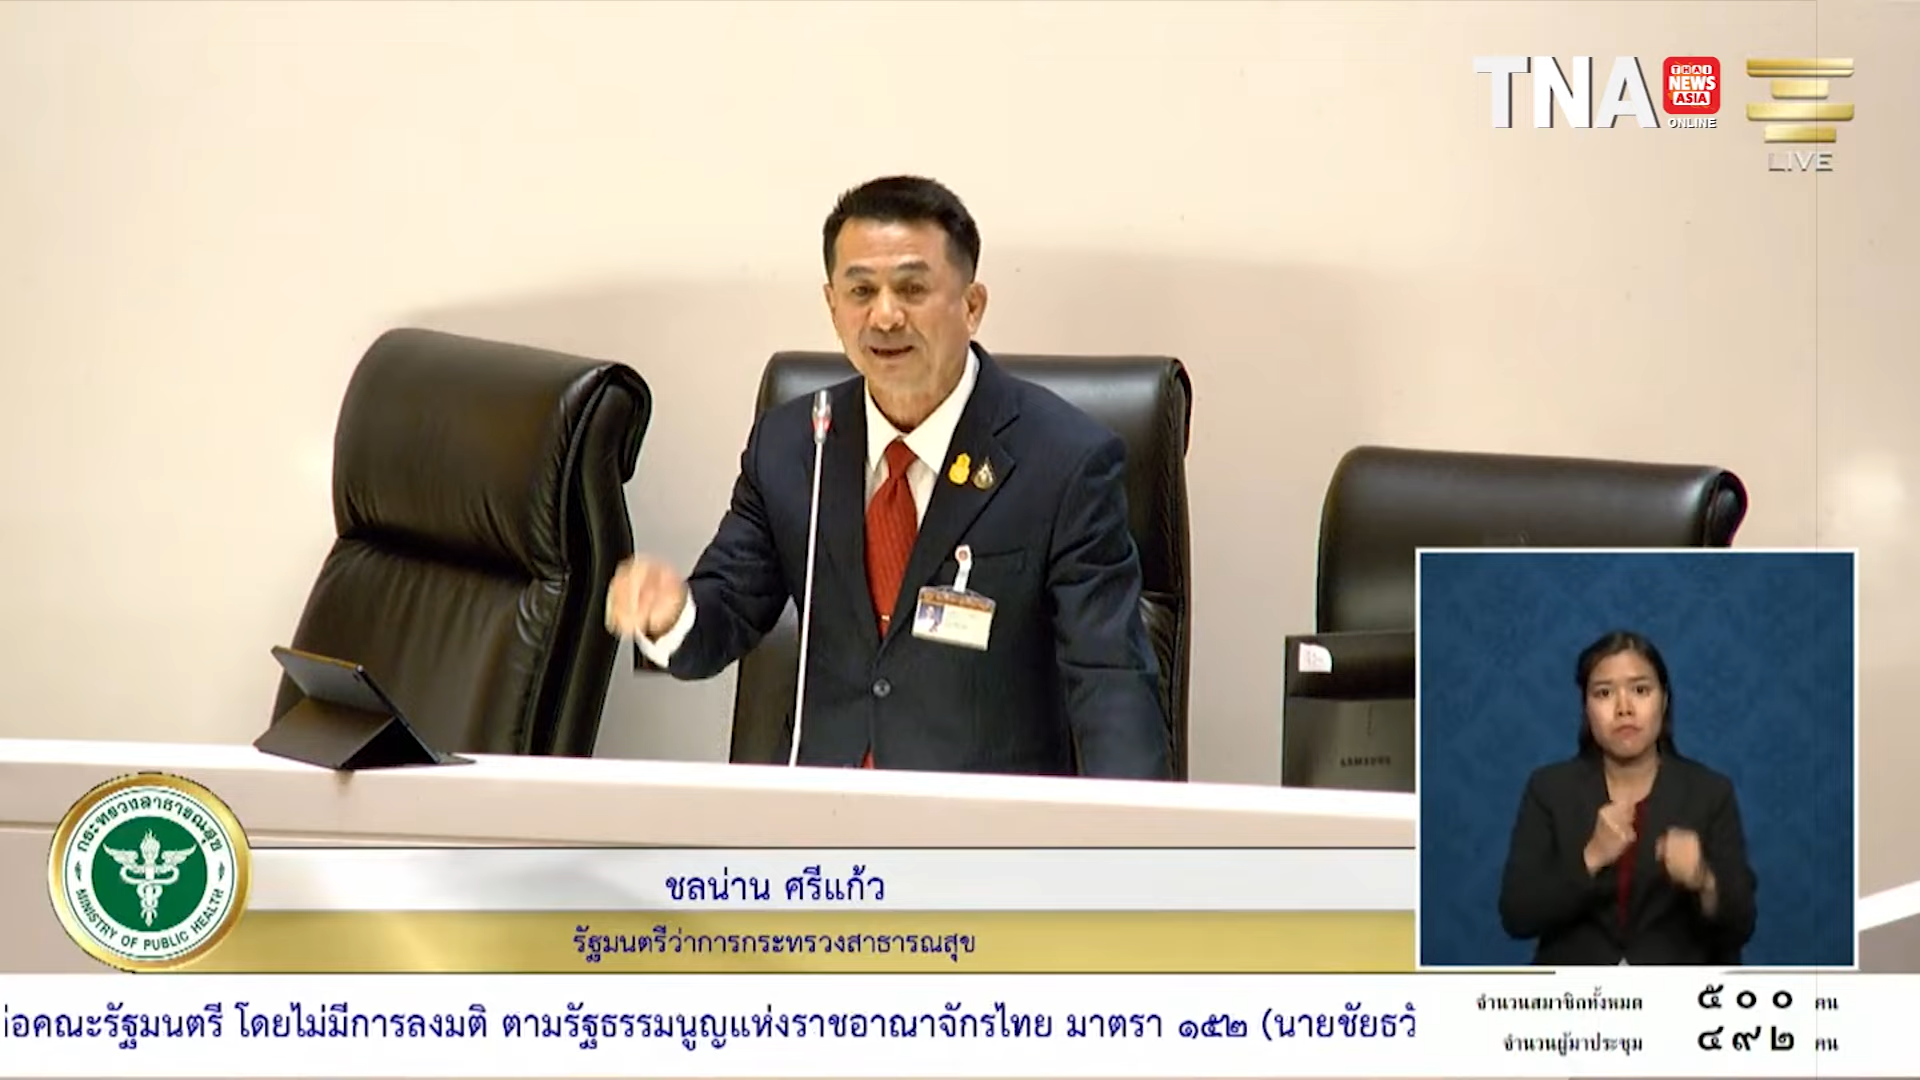 TNA THAI NEWS ASIA ONLINE
LIVE
SAMSUNG
กระทรวงสาธารณสุข
MINISTRY OF PUBLIC HEALTH
ชลน่าน ศรีแก้ว
รัฐมนตรีว่าการกระทรวงสาธารณสุข
ต่อคณะรัฐมนตรี โดยไม่มีการลงมติ ตามรัฐธรรมนูญแห่งราชอาณาจักรไทย มาตรา ๑๕๒ (นายชัยธวั
จำนวนสมาชิกทั้งหมด ๕๐๐ คน
จำนวนผู้มาประชุม ๔๙๒ คน